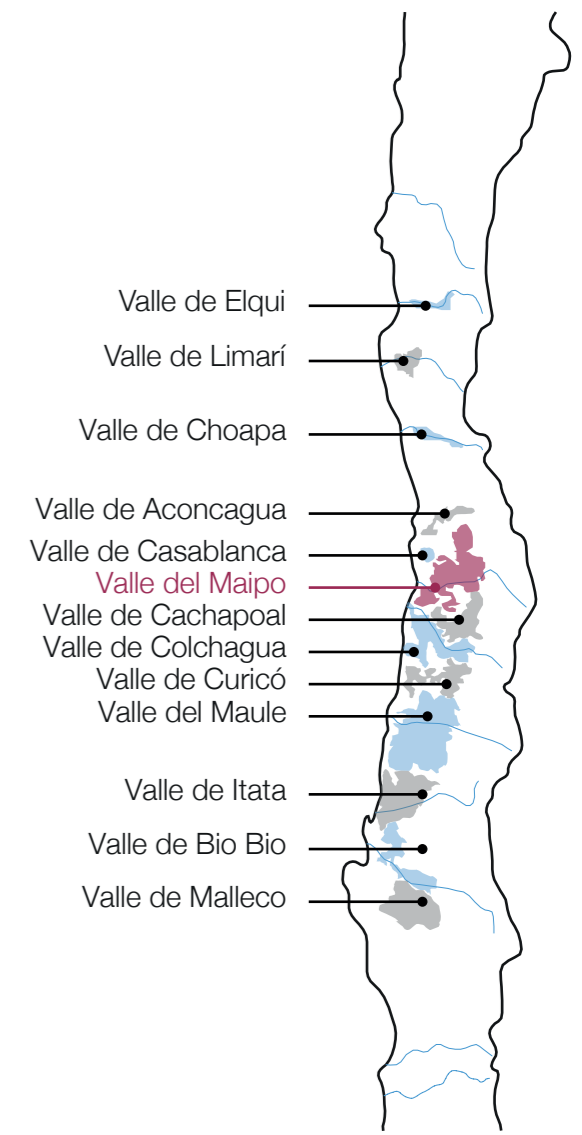 Valle de Elqui
Valle de Limarí
Valle de Choapa
Valle de Aconcagua
Valle de Casablanca
Valle del Maipo
Valle de Cachapoal
Valle de Colchagua
Valle de Curicó
Valle del Maule
Valle de Itata
Valle de Bio Bio
Valle de Malleco